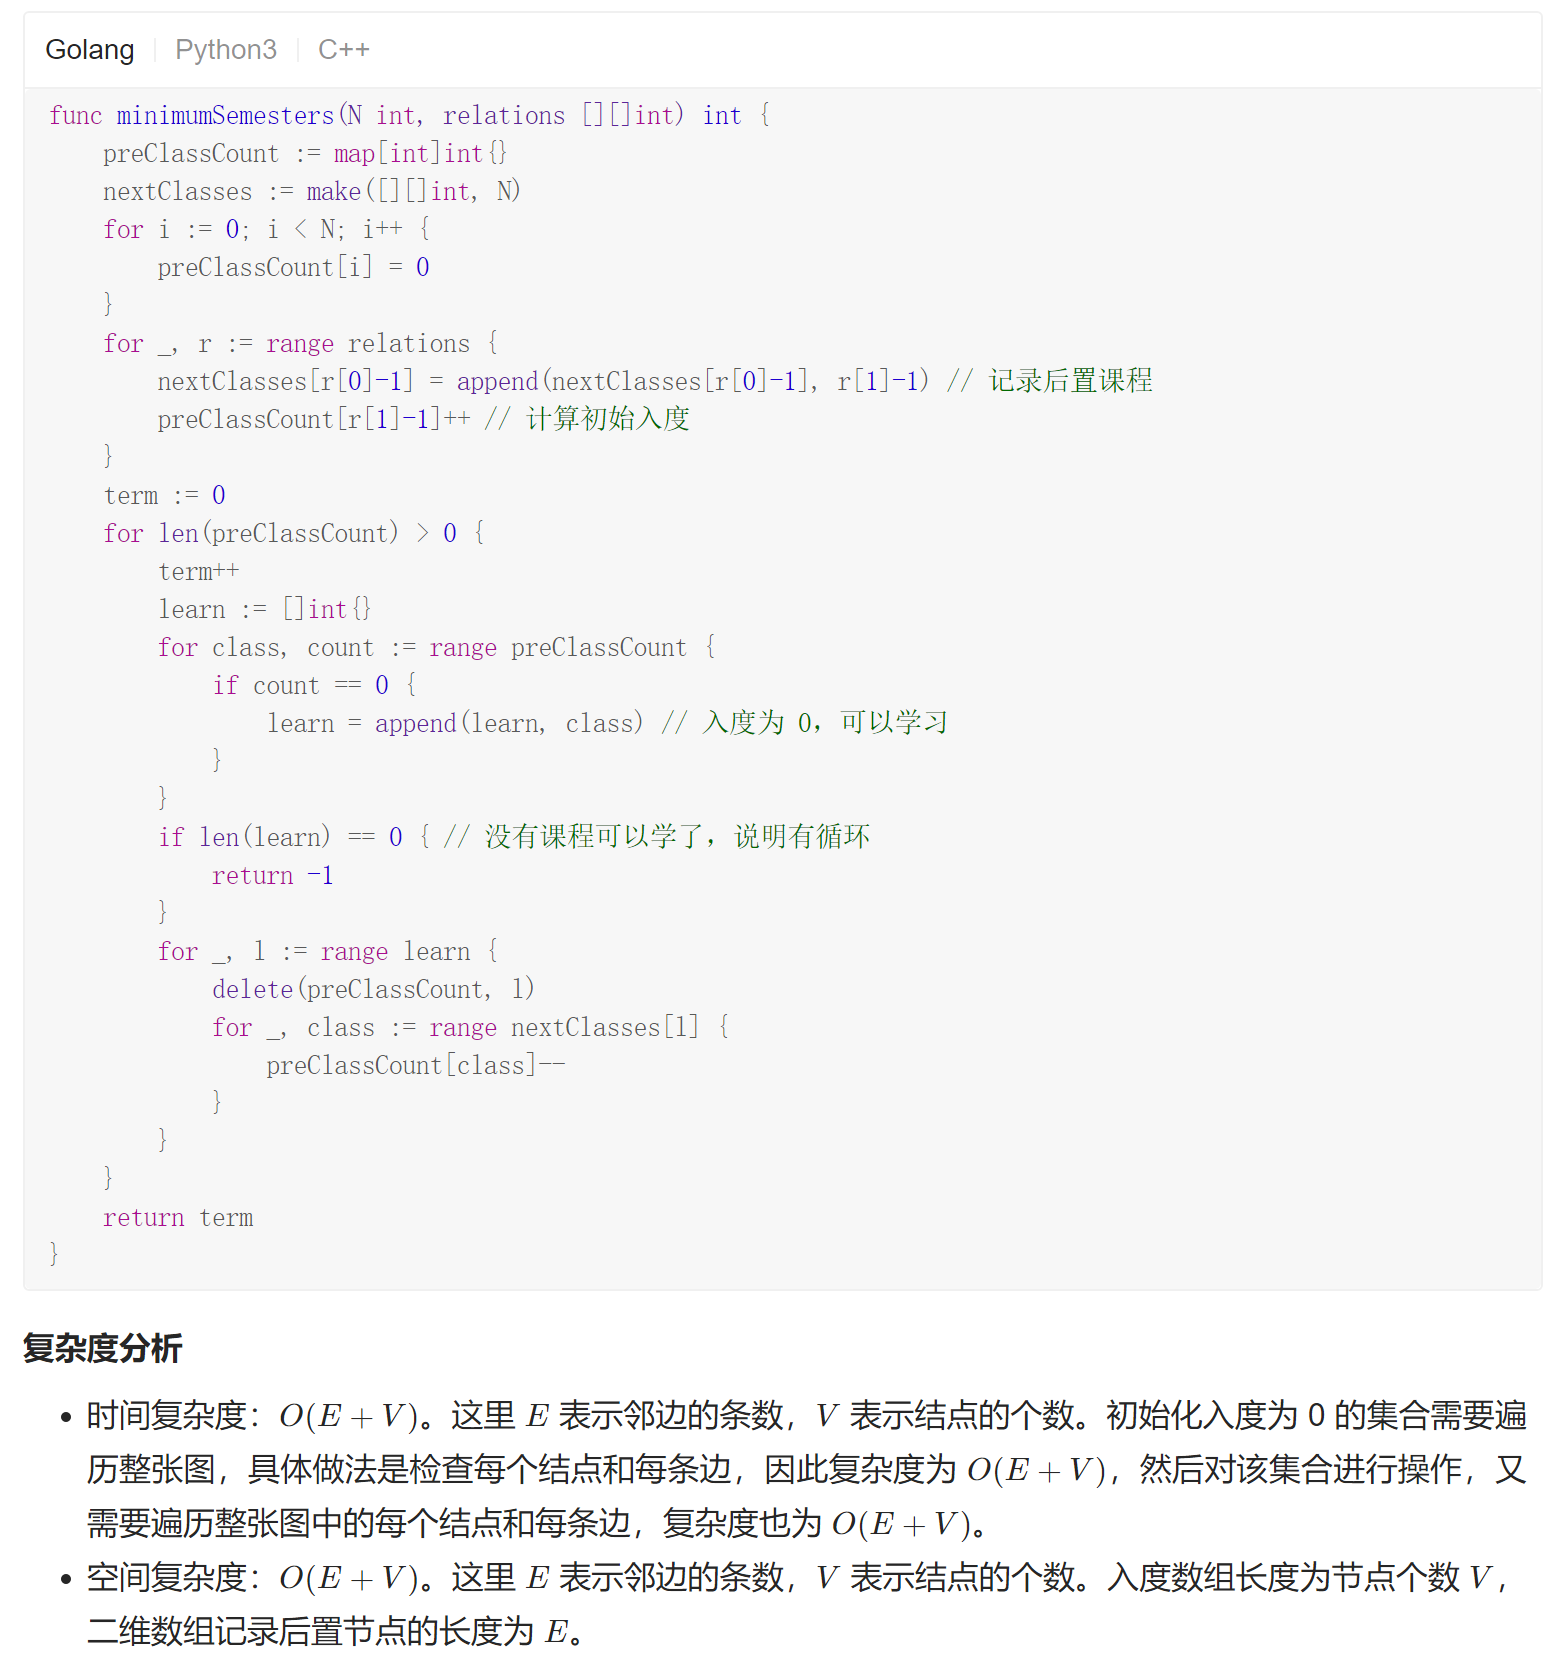 Golang | Python3 | C++
func minimumSemesters(N int, relations [][]int) int {
    preClassCount := map[int]int{}
    nextClasses := make([][]int, N)
    for i := 0; i < N; i++ {
        preClassCount[i] = 0
    }
    for _, r := range relations {
        nextClasses[r[0]-1] = append(nextClasses[r[0]-1], r[1]-1) // 记录后置课程
        preClassCount[r[1]-1]++ // 计算初始入度
    }
    term := 0
    for len(preClassCount) > 0 {
        term++
        learn := []int{}
        for class, count := range preClassCount {
            if count == 0 {
                learn = append(learn, class) // 入度为 0，可以学习
            }
        }
        if len(learn) == 0 { // 没有课程可以学了，说明有循环
            return -1
        }
        for _, l := range learn {
            delete(preClassCount, l)
            for _, class := range nextClasses[l] {
                preClassCount[class]--
            }
        }
    }
    return term
}
复杂度分析
• 时间复杂度：O(E + V)。这里 E 表示邻边的条数，V 表示结点的个数。初始化入度为 0 的集合需要遍
历整张图，具体做法是检查每个结点和每条边，因此复杂度为 O(E + V)，然后对该集合进行操作，又
需要遍历整张图中的每个结点和每条边，复杂度也为 O(E + V)。
• 空间复杂度：O(E + V)。这里 E 表示邻边的条数，V 表示结点的个数。入度数组长度为节点个数 V，
二维数组记录后置节点的长度为 E。